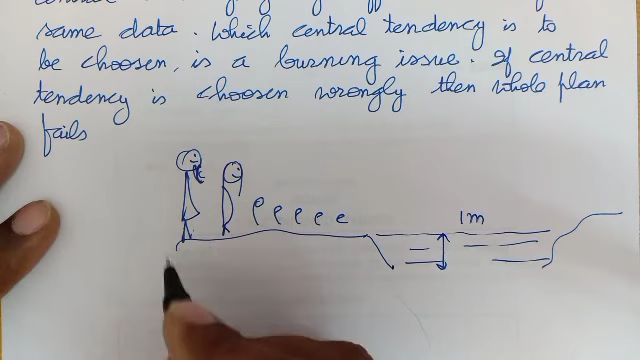 same data. Which central tendency is to
be choosen, is a burning issue. If central
tendency is choosen wrongly then whole plan
fails
1m